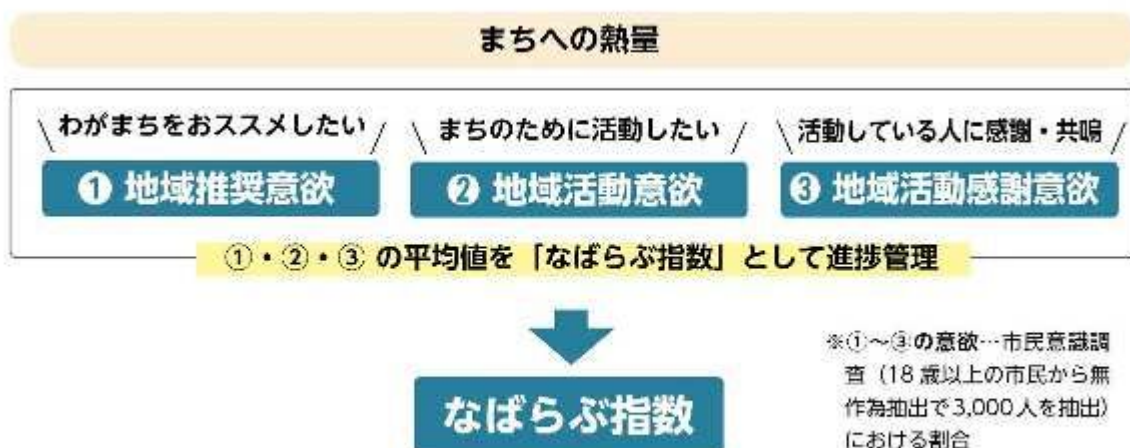 まちへの熱量
\ わがまちをおススメしたい /
\ まちのために活動したい /
\ 活動している人に感謝・共鳴 /
❶ 地域推奨意欲
❷ 地域活動意欲
❸ 地域活動感謝意欲
①・②・③ の平均値を「なばらぶ指数」として進捗管理
なばらぶ指数
※①～③の意欲…市民意識調
査（18 歳以上の市民から無
作為抽出で3,000人を抽出）
における割合